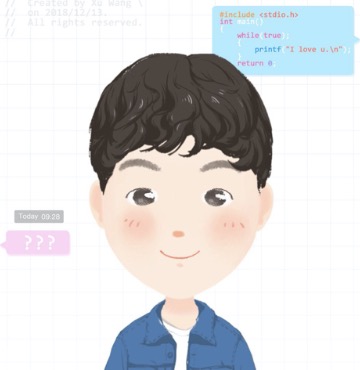 //  Created by Xu Wang \
//  on 2018/12/13.
//  All rights reserved.
//
#include <stdio.h>
int main()
{
while(true);
{
printf("I love u.\n");
return 0;
Today 09:28
???